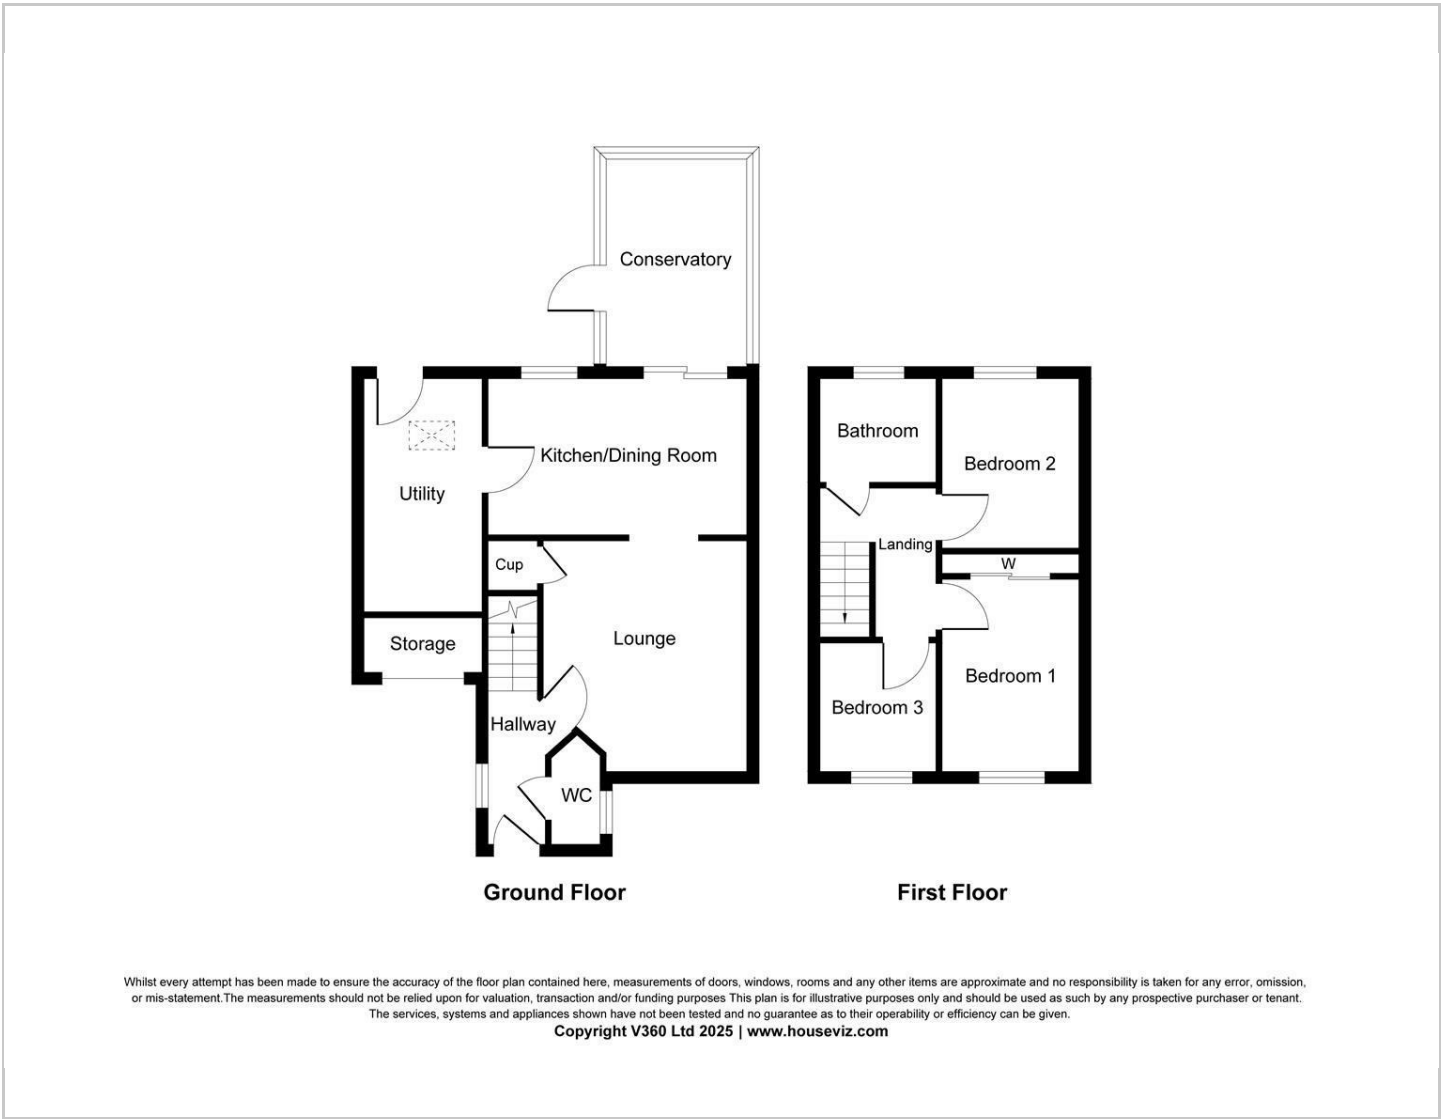 Conservatory
Kitchen/Dining Room
Utility
Cup
Lounge
Storage
Hallway
WC
Ground Floor
Bathroom
Bedroom 2
Landing
W
Bedroom 1
Bedroom 3
First Floor
Whilst every attempt has been made to ensure the accuracy of the floor plan contained here, measurements of doors, windows, rooms and any other items are approximate and no responsibility is taken for any error, omission,
or mis-statement.The measurements should not be relied upon for valuation, transaction and/or funding purposes This plan is for illustrative purposes only and should be used as such by any prospective purchaser or tenant.
The services, systems and appliances shown have not been tested and no guarantee as to their operability or efficiency can be given.
Copyright V360 Ltd 2025 | www.houseviz.com